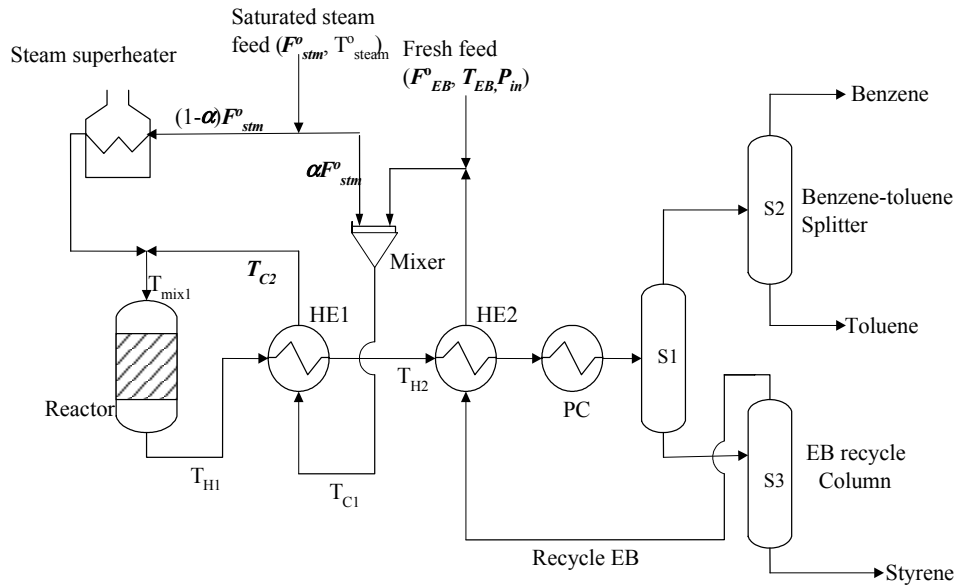 Saturated steam
feed (F°stm, T°steam)
Fresh feed
(F°EB, TEB,Pin)
Steam superheater
Benzene
(1-α)F°stm
αF°stm
S2
Benzene-toluene
Splitter
Mixer
TC2
Tmix1
HE1
HE2
S1
Toluene
TH2
PC
Reactor
TH1
TC1
EB recycle
Column
S3
Recycle EB
Styrene